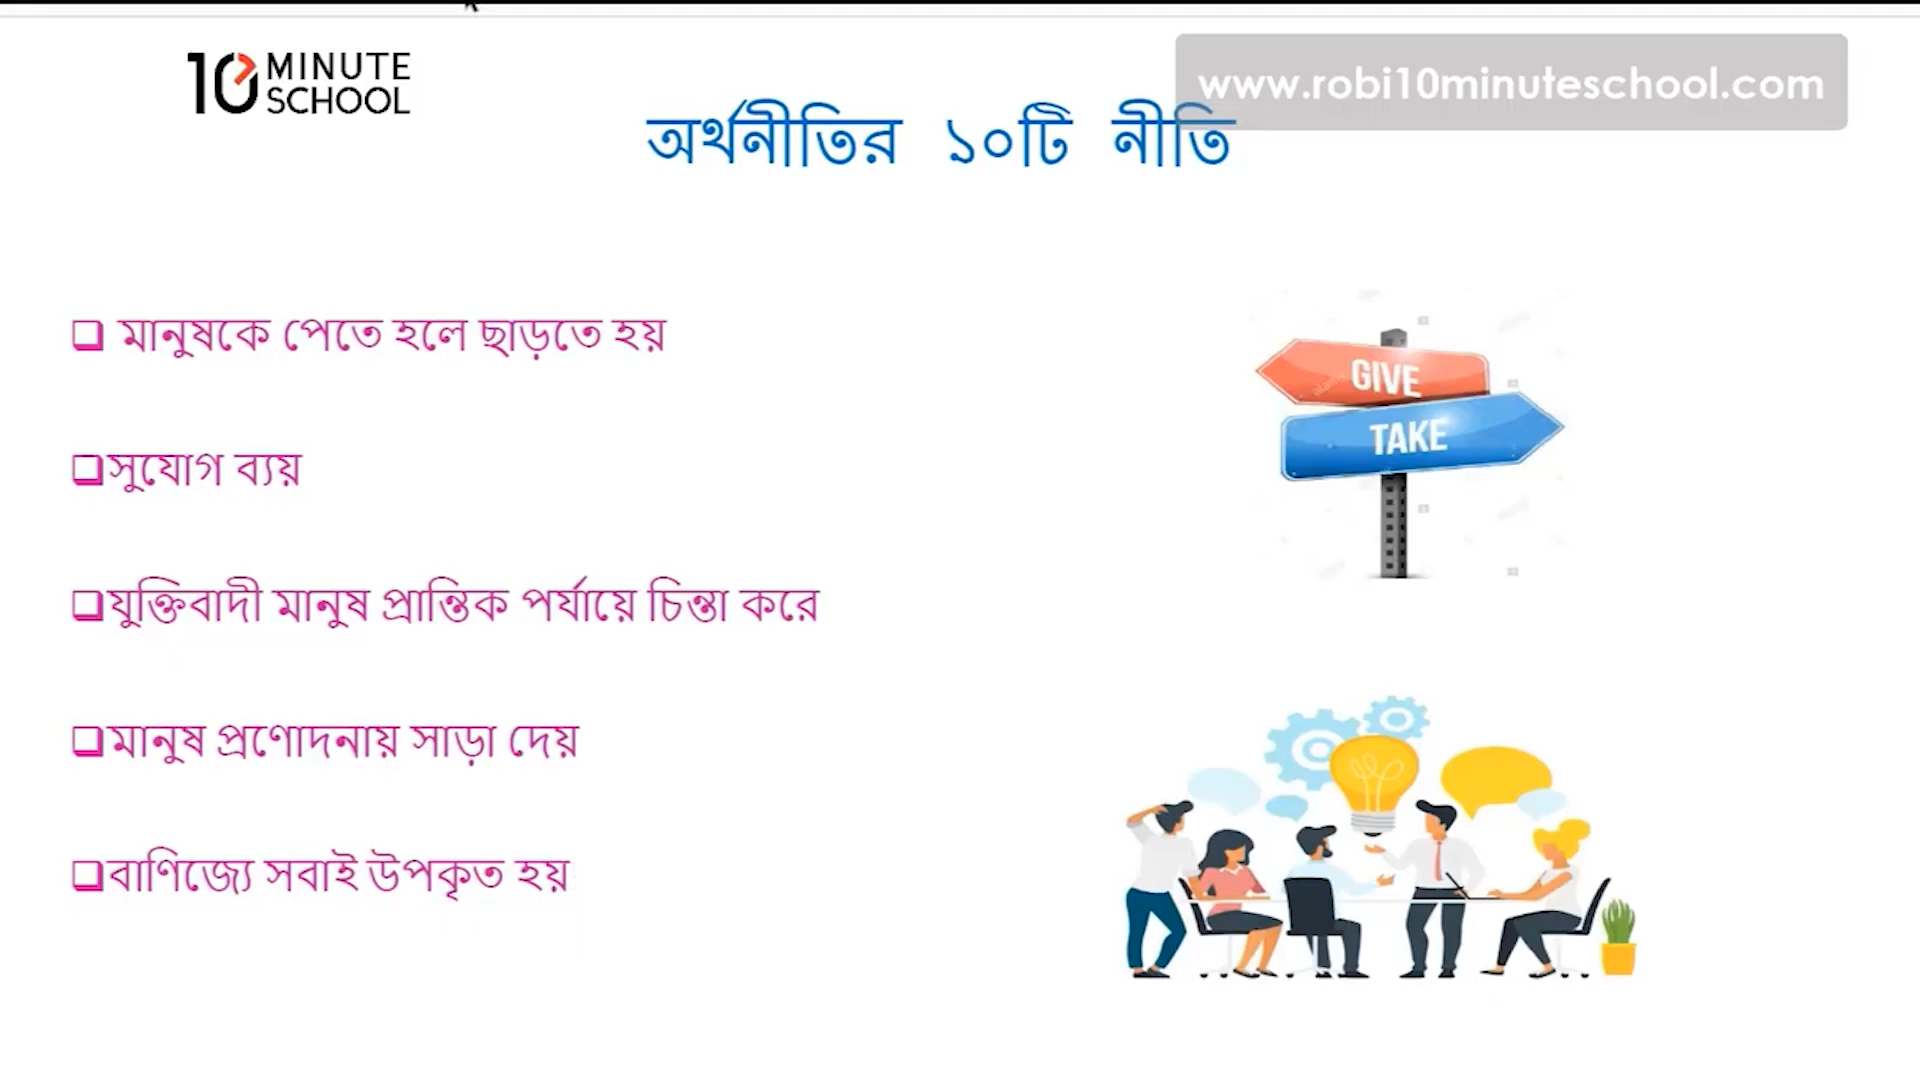 10 MINUTE SCHOOL
www.robi10minuteschool.com
অর্থনীতির ১০টি নীতি
মানুষকে পেতে হলে ছাড়তে হয়
সুযোগ ব্যয়
যুক্তিবাদী মানুষ প্রান্তিক পর্যায়ে চিন্তা করে
মানুষ প্রণোদনায় সাড়া দেয়
বাণিজ্যে সবাই উপকৃত হয়
GIVE
TAKE